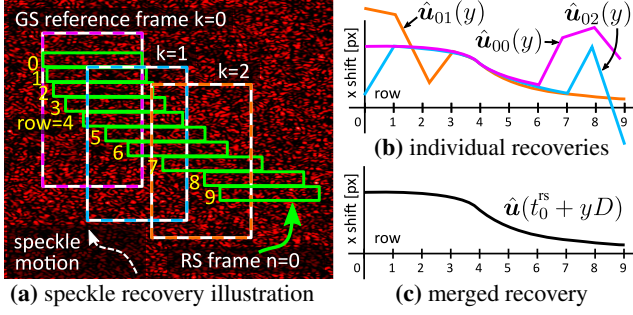 GS reference frame k=0
k=1
k=2
0
1
2
3
row=4
5
6
7
8
9
speckle
motion
RS frame n=0
(a) speckle recovery illustration
x shift [px]
û₀₁(y)
û₀₀(y)
û₀₂(y)
row
0 1 2 3 4 5 6 7 8 9
(b) individual recoveries
x shift [px]
û(t₀ʳˢ + yD)
row
0 1 2 3 4 5 6 7 8 9
(c) merged recovery